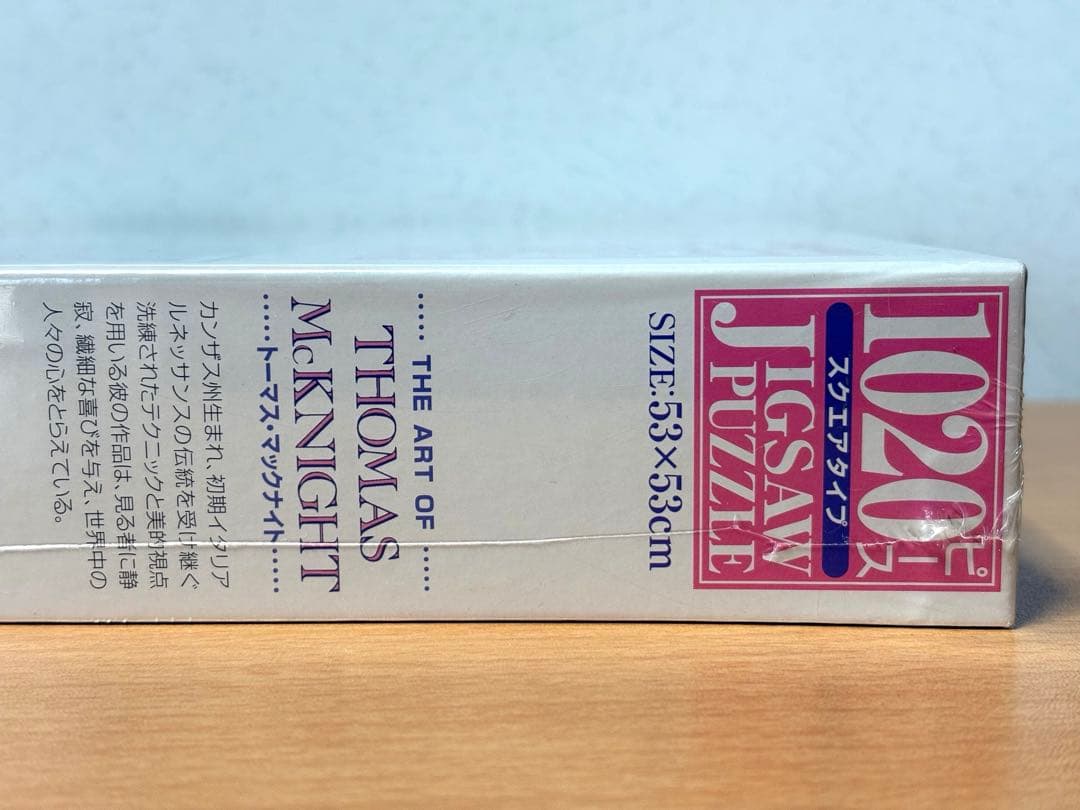 1020ピース
スクエアタイプ
JIGSAW
PUZZLE
SIZE:53×53cm
····· THE ART OF ·····
THOMAS
McKNIGHT
·····トーマス・マックナイト·····
カンザス州生まれ、初期イタリア
ルネッサンスの伝統を受け継ぐ
洗練されたテクニックと美的視点
を用いる彼の作品は、見る者に静
寂、繊細な喜びを与え、世界中の
人々の心をとらえている。